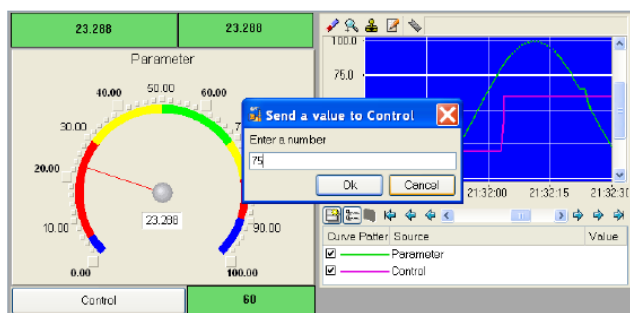 23.288 23.288
Parameter
40.00 50.00 60.00
30.00
20.00
10.00 90.00
0.00 100.00
23.288
Control 60
Send a value to Control
Enter a number
75
Ok Cancel
100.0
75.0
21:32:00 21:32:15 21:32:30
Curve Patter Source Value
Parameter
Control